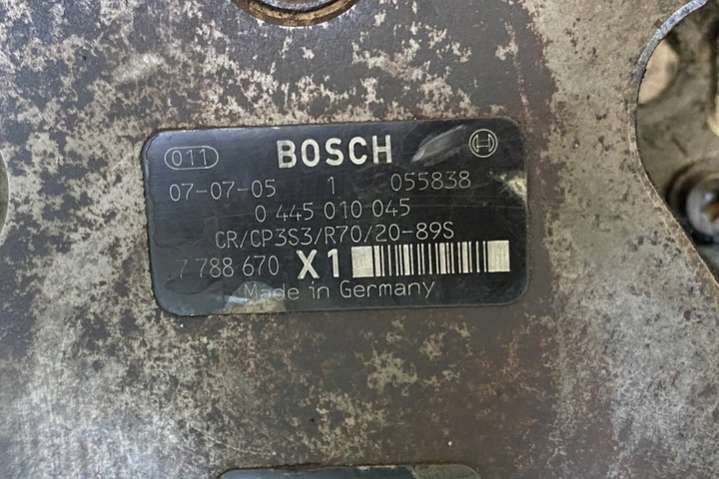 011 BOSCH
07-07-05 1 055838
0 445 010 045
CR/CP3S3/R70/20-89S
7 788 670 X1
Made in Germany